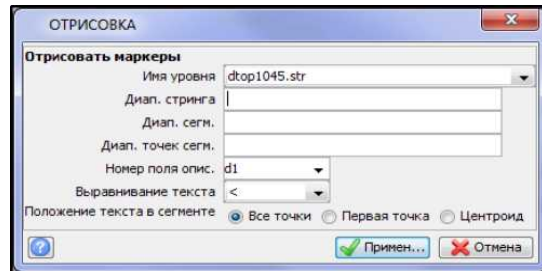 ОТРИСОВКА
Отрисовать маркеры
Имя уровня dtop1045.str
Диап. стринга
Диап. сегм.
Диап. точек сегм.
Номер поля опис. d1
Выравнивание текста <
Положение текста в сегменте Все точки Первая точка Центроид
Примен... Отмена